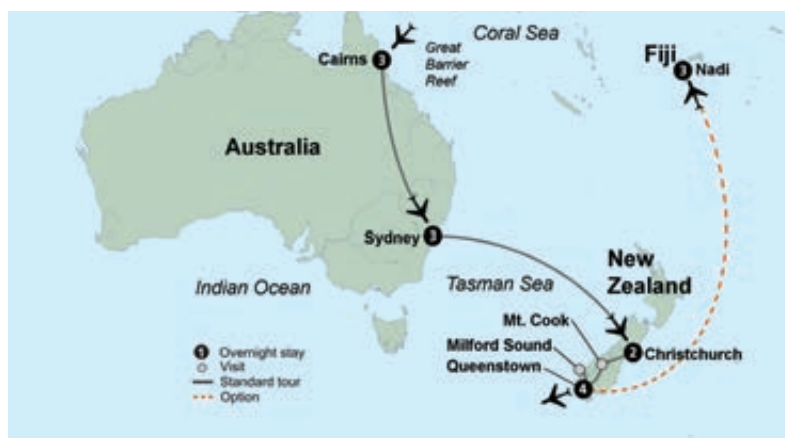 Coral Sea
Cairns 3
Great
Barrier
Reef
Fiji
3 Nadi
Australia
Sydney 3
Indian Ocean
Tasman Sea
New
Zealand
Mt. Cook
Milford Sound
Queenstown
2 Christchurch
4
1 Overnight stay
Visit
Standard tour
Option